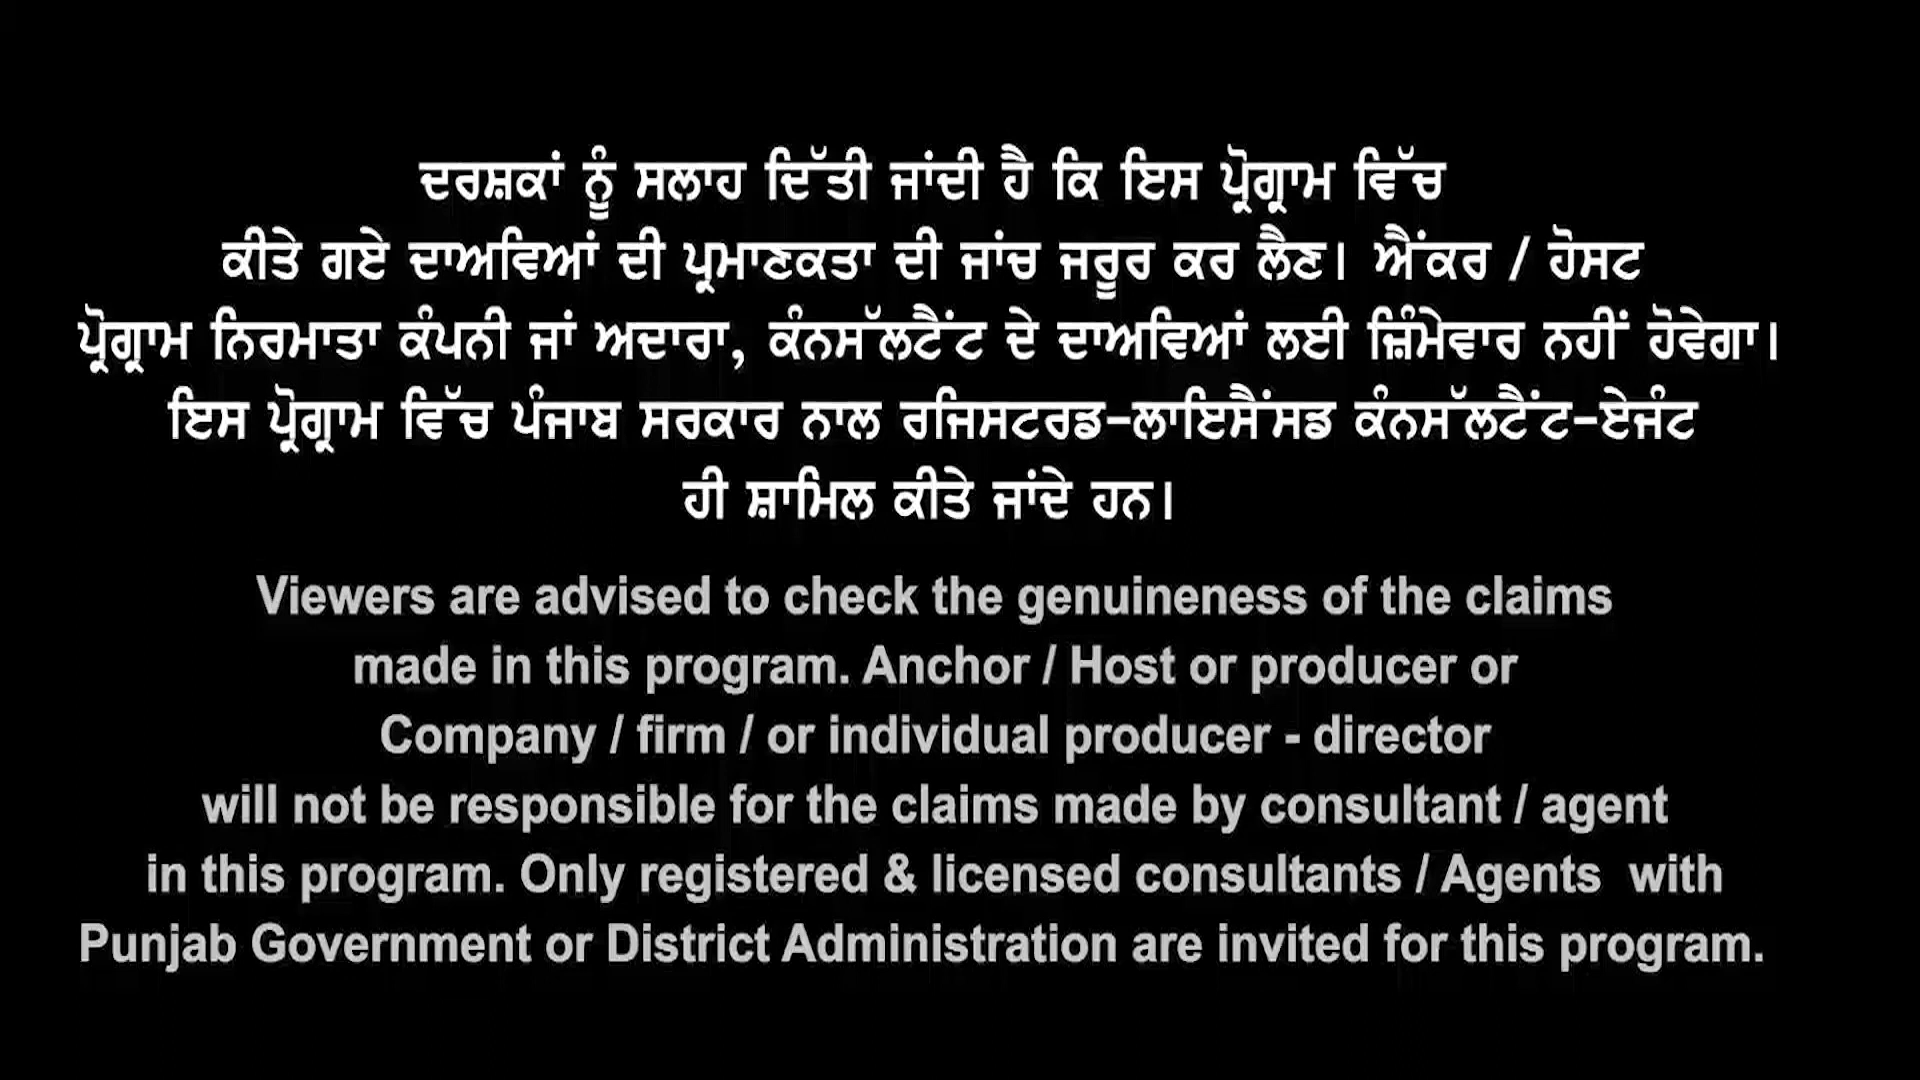 ਦਰਸ਼ਕਾਂ ਨੂੰ ਸਲਾਹ ਦਿੱਤੀ ਜਾਂਦੀ ਹੈ ਕਿ ਇਸ ਪ੍ਰੋਗ੍ਰਾਮ ਵਿੱਚ
ਕੀਤੇ ਗਏ ਦਾਅਵਿਆਂ ਦੀ ਪ੍ਰਮਾਣਕਤਾ ਦੀ ਜਾਂਚ ਜਰੂਰ ਕਰ ਲੈਣ। ਐਂਕਰ / ਹੋਸਟ
ਪ੍ਰੋਗ੍ਰਾਮ ਨਿਰਮਾਤਾ ਕੰਪਨੀ ਜਾਂ ਅਦਾਰਾ, ਕੰਨਸੱਲਟੈਂਟ ਦੇ ਦਾਅਵਿਆਂ ਲਈ ਜ਼ਿੰਮੇਵਾਰ ਨਹੀਂ ਹੋਵੇਗਾ।
ਇਸ ਪ੍ਰੋਗ੍ਰਾਮ ਵਿੱਚ ਪੰਜਾਬ ਸਰਕਾਰ ਨਾਲ ਰਜਿਸਟਰਡ-ਲਾਇਸੈਂਸਡ ਕੰਨਸੱਲਟੈਂਟ-ਏਜੰਟ
ਹੀ ਸ਼ਾਮਿਲ ਕੀਤੇ ਜਾਂਦੇ ਹਨ।
Viewers are advised to check the genuineness of the claims
made in this program. Anchor / Host or producer or
Company / firm / or individual producer - director
will not be responsible for the claims made by consultant / agent
in this program. Only registered & licensed consultants / Agents  with
Punjab Government or District Administration are invited for this program.